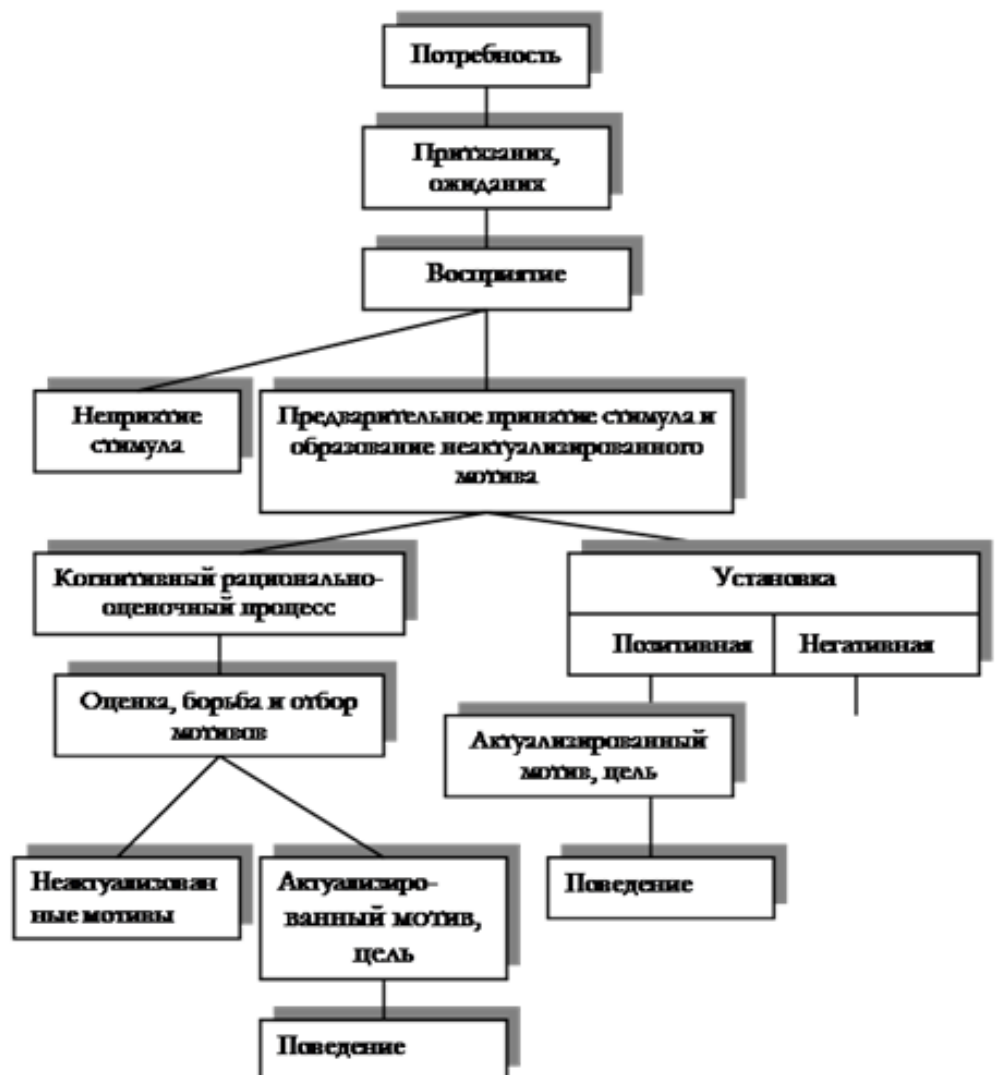 Потребность
Притязания,
ожиданих
Восприятие
Неприятие
стимула
Предварительное принятие стимула и
образование неактуализированного
мотива
Когнитивный рационально-
оценочный процесс
Установка
Позитивная
Негативная
Оценка, борьба и отбор
мотивов
Актуализированный
мотив, цель
Неактуализован
ные мотивы
Актуализиро-
ванный мотив,
цель
Поведение
Поведение